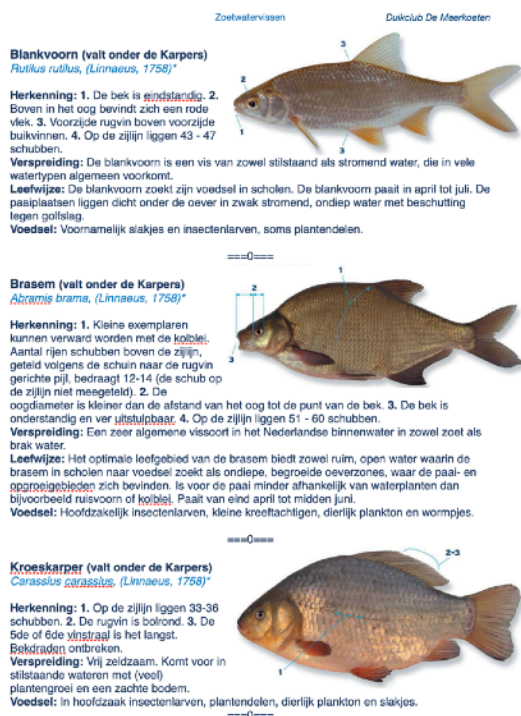 Zoetwatervissen Duikclub De Meerkoeten
Blankvoorn (valt onder de Karpers)
Rutilus rutilus, (Linnaeus, 1758)*
Herkenning: 1. De bek is eindstandig. 2.
Boven in het oog bevindt zich een rode
vlek. 3. Voorzijde rugvin boven voorzijde
buikvinnen. 4. Op de zijlijn liggen 43 - 47
schubben.
Verspreiding: De blankvoorn is een vis van zowel stilstaand als stromend water, die in vele
watertypen algemeen voorkomt.
Leefwijze: De blankvoorn zoekt zijn voedsel in scholen. De blankvoorn paait in april tot juli. De
paaiplaatsen liggen dicht onder de oever in zwak stromend, ondiep water met beschutting
tegen golfslag.
Voedsel: Voornamelijk slakjes en insectenlarven, soms plantendelen.
1
2
3
3
===0===
Brasem (valt onder de Karpers)
Abramis brama, (Linnaeus, 1758)*
Herkenning: 1. Kleine exemplaren
kunnen verward worden met de kolblei.
Aantal rijen schubben boven de zijlijn,
geteld volgens de schuin naar de rugvin
gerichte pijl, bedraagt 12-14 (de schub op
de zijlijn niet meegeteld). 2. De
oogdiameter is kleiner dan de afstand van het oog tot de punt van de bek. 3. De bek is
onderstandig en ver uitstulpbaar. 4. Op de zijlijn liggen 51 - 60 schubben.
Verspreiding: Een zeer algemene vissoort in het Nederlandse binnenwater in zowel zoet als
brak water.
Leefwijze: Het optimale leefgebied van de brasem biedt zowel ruim, open water waarin de
brasem in scholen naar voedsel zoekt als ondiepe, begroeide oeverzones, waar de paai- en
opgroeigebieden zich bevinden. Is voor de paai minder afhankelijk van waterplanten dan
bijvoorbeeld ruisvoorn of kolblei. Paait van eind april tot midden juni.
Voedsel: Hoofdzakelijk insectenlarven, kleine kreeftachtigen, dierlijk plankton en wormpjes.
1
2
3
===0===
Kroeskarper (valt onder de Karpers)
Carassius carassius, (Linnaeus, 1758)*
Herkenning: 1. Op de zijlijn liggen 33-36
schubben. 2. De rugvin is bolrond. 3. De
5de of 6de vinstraal is het langst.
Bekdraden ontbreken.
Verspreiding: Vrij zeldzaam. Komt voor in
stilstaande wateren met (veel)
plantengroei en een zachte bodem.
Voedsel: In hoofdzaak insectenlarven, plantendelen, dierlijk plankton en slakjes.
2-3
1
===0===